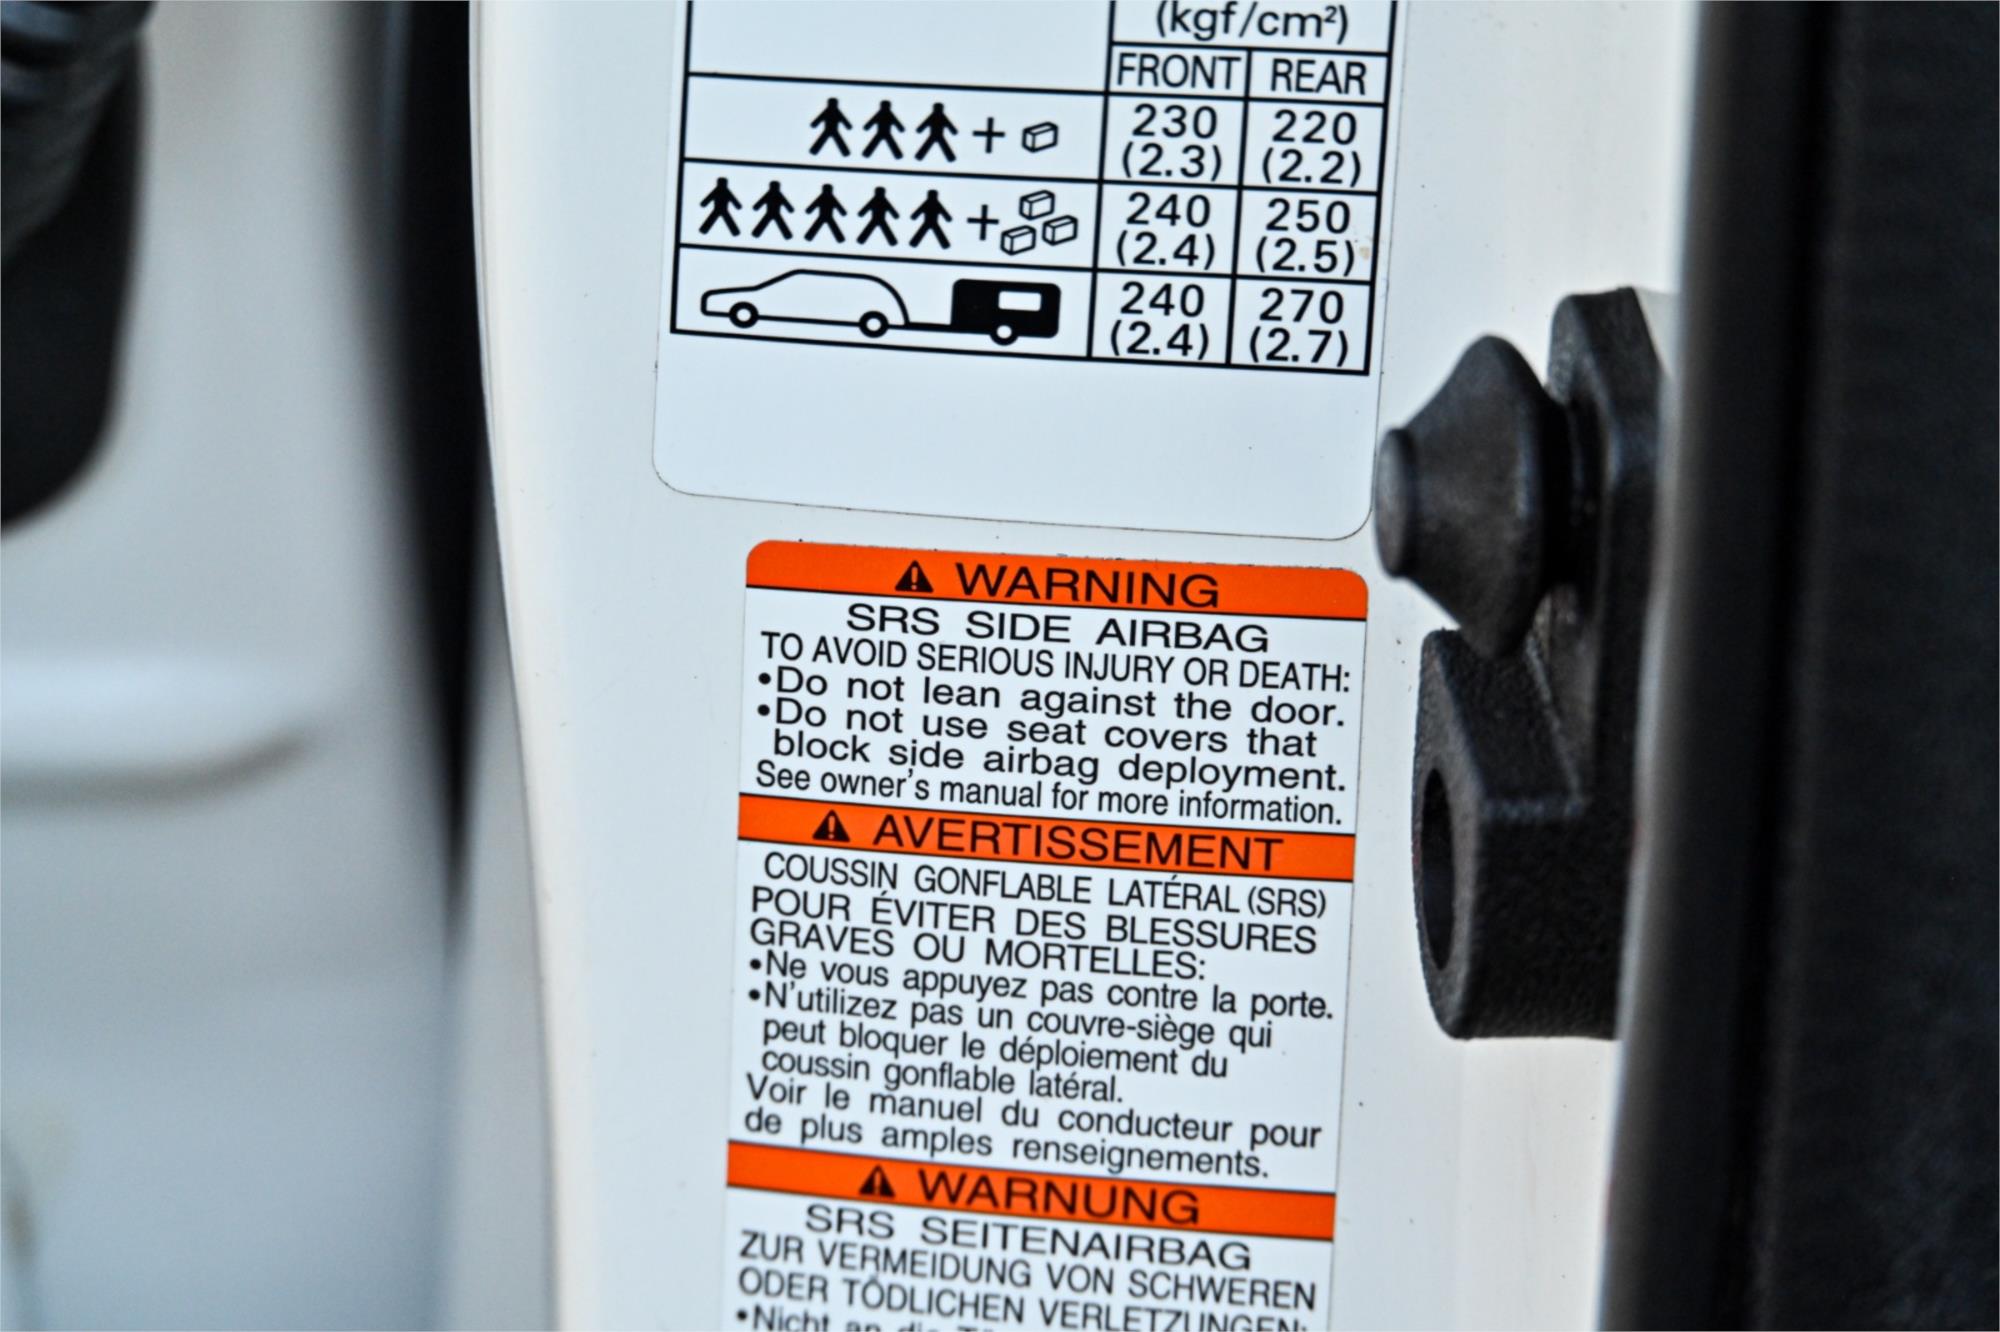 (kgf/cm²)
FRONT REAR
+ 230 220
(2.3) (2.2)
+ 240 250
(2.4) (2.5)
240 270
(2.4) (2.7)
WARNING
SRS SIDE AIRBAG
TO AVOID SERIOUS INJURY OR DEATH:
•Do not lean against the door.
•Do not use seat covers that
block side airbag deployment.
See owner's manual for more information.
AVERTISSEMENT
COUSSIN GONFLABLE LATÉRAL (SRS)
POUR ÉVITER DES BLESSURES
GRAVES OU MORTELLES:
•Ne vous appuyez pas contre la porte.
•N'utilizez pas un couvre-siège qui
peut bloquer le déploiement du
coussin gonflable latéral.
Voir le manuel du conducteur pour
de plus amples renseignements.
WARNUNG
SRS SEITENAIRBAG
ZUR VERMEIDUNG VON SCHWEREN
ODER TÖDLICHEN VERLETZUNGEN:
•Nicht an die